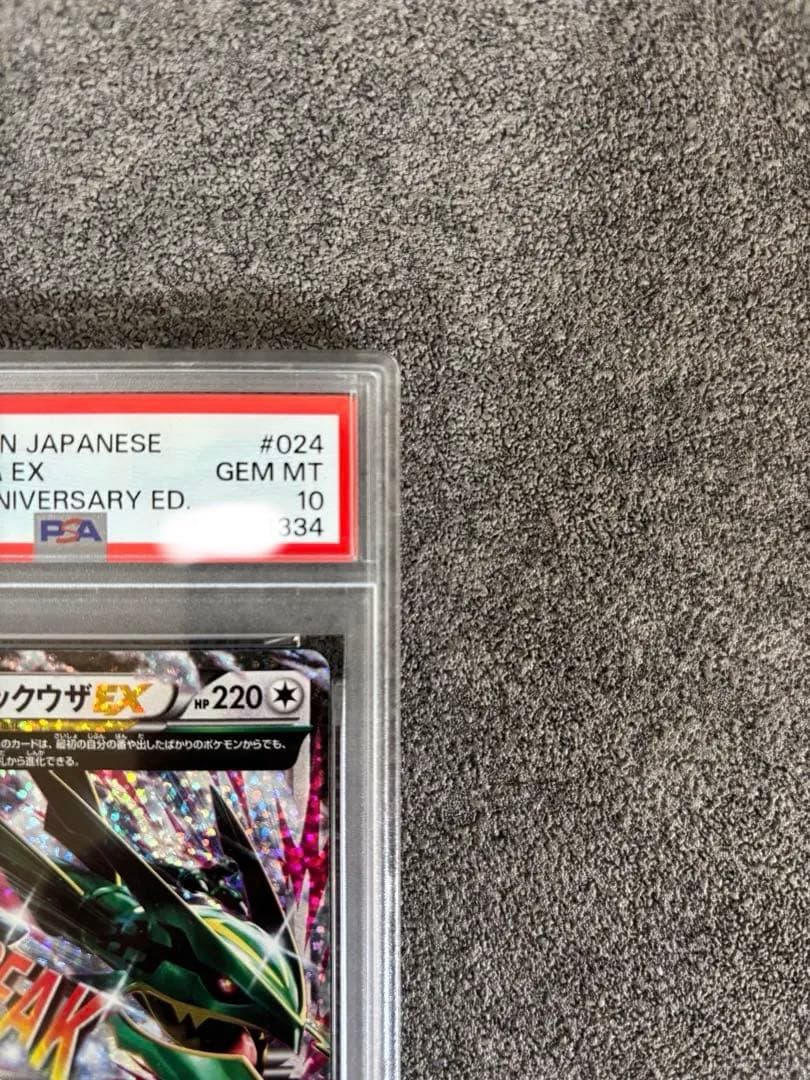 N JAPANESE #024
EX GEM MT
NIVERSARY ED. 10
PSA 334
ックウザEX HP220
のカードは、最初の自分の番や出したばかりのポケモンからでも、
から進化できる。
EAK